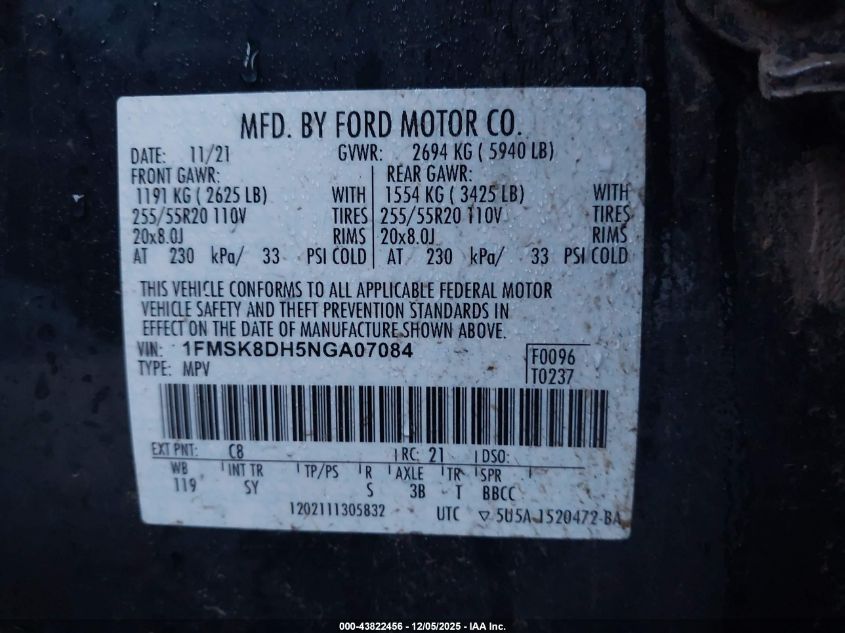 MFD. BY FORD MOTOR CO.
DATE: 11/21 GVWR: 2694 KG ( 5940 LB)
FRONT GAWR: REAR GAWR:
1191 KG ( 2625 LB) WITH 1554 KG ( 3425 LB) WITH
255/55R20 110V TIRES 255/55R20 110V TIRES
20x8.0J RIMS 20x8.0J RIMS
AT 230 kPa/ 33 PSI COLD AT 230 kPa/ 33 PSI COLD
THIS VEHICLE CONFORMS TO ALL APPLICABLE FEDERAL MOTOR
VEHICLE SAFETY AND THEFT PREVENTION STANDARDS IN
EFFECT ON THE DATE OF MANUFACTURE SHOWN ABOVE.
VIN: 1FMSK8DH5NGA07084
TYPE: MPV
F0096
T0237
EXT PNT: C8 RC: 21 DSO:
WB INT TR TP/PS R AXLE TR SPR
119 SY S 3B T BBCC
1202111305832 UTC ▽ 5U5A-1520472-BA
000-43822456 - 12/05/2025 - IAA Inc.